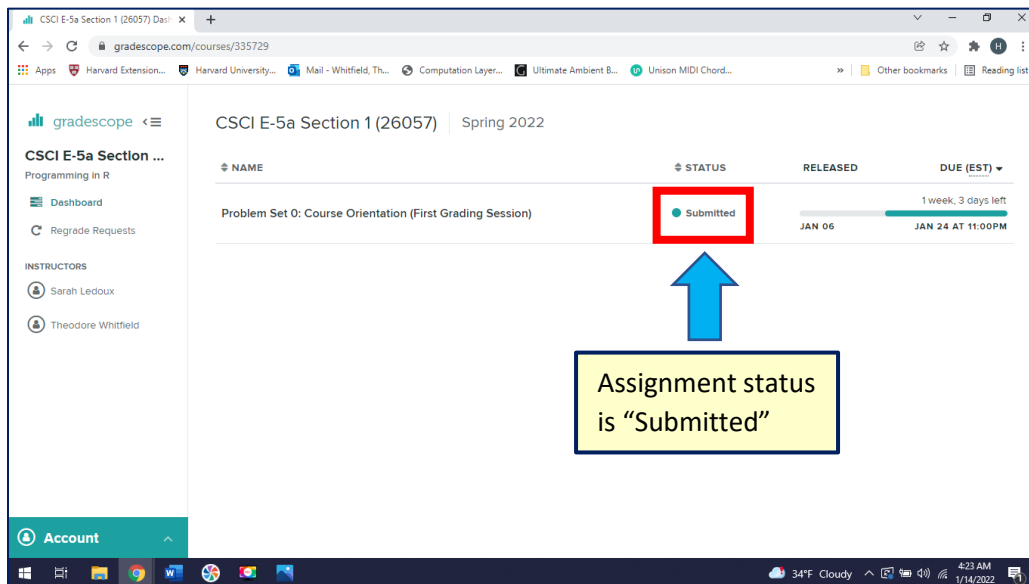 CSCI E-5a Section 1 (26057) Dash
gradescope.com/courses/335729
H
Apps Harvard Extension... Harvard University... Mail - Whitfield, Th... Computation Layer... Ultimate Ambient B... Unison MIDI Chord... » Other bookmarks Reading list
gradescope
CSCI E-5a Section 1 (26057) Spring 2022
CSCI E-5a Section ...
Programming in R
NAME STATUS RELEASED DUE (EST)
Dashboard
1 week, 3 days left
Problem Set 0: Course Orientation (First Grading Session) Submitted
JAN 06 JAN 24 AT 11:00PM
Regrade Requests
INSTRUCTORS
Sarah Ledoux
Theodore Whitfield
Assignment status
is “Submitted”
Account
34°F Cloudy 4:23 AM
1/14/2022